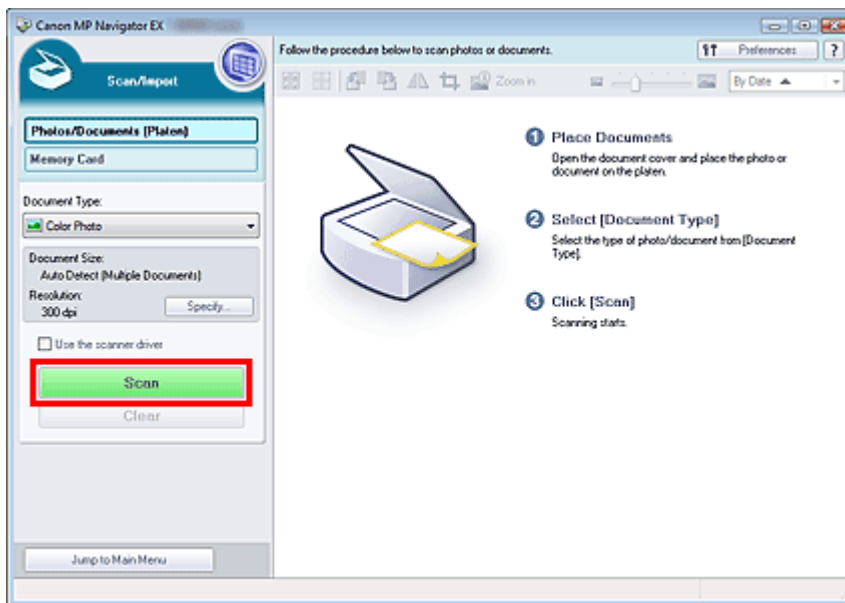 Canon MP Navigator EX
Scan/Import
Photos/Documents (Platen)
Memory Card
Document Type:
Color Photo
Document Size:
Auto Detect (Multiple Documents)
Resolution:
300 dpi
Specify...
Use the scanner driver
Scan
Clear
Jump to Main Menu
Follow the procedure below to scan photos or documents.
Preferences
?
Zoom in
By Date
1 Place Documents
Open the document cover and place the photo or
document on the platen.
2 Select [Document Type]
Select the type of photo/document from [Document
Type].
3 Click [Scan]
Scanning starts.